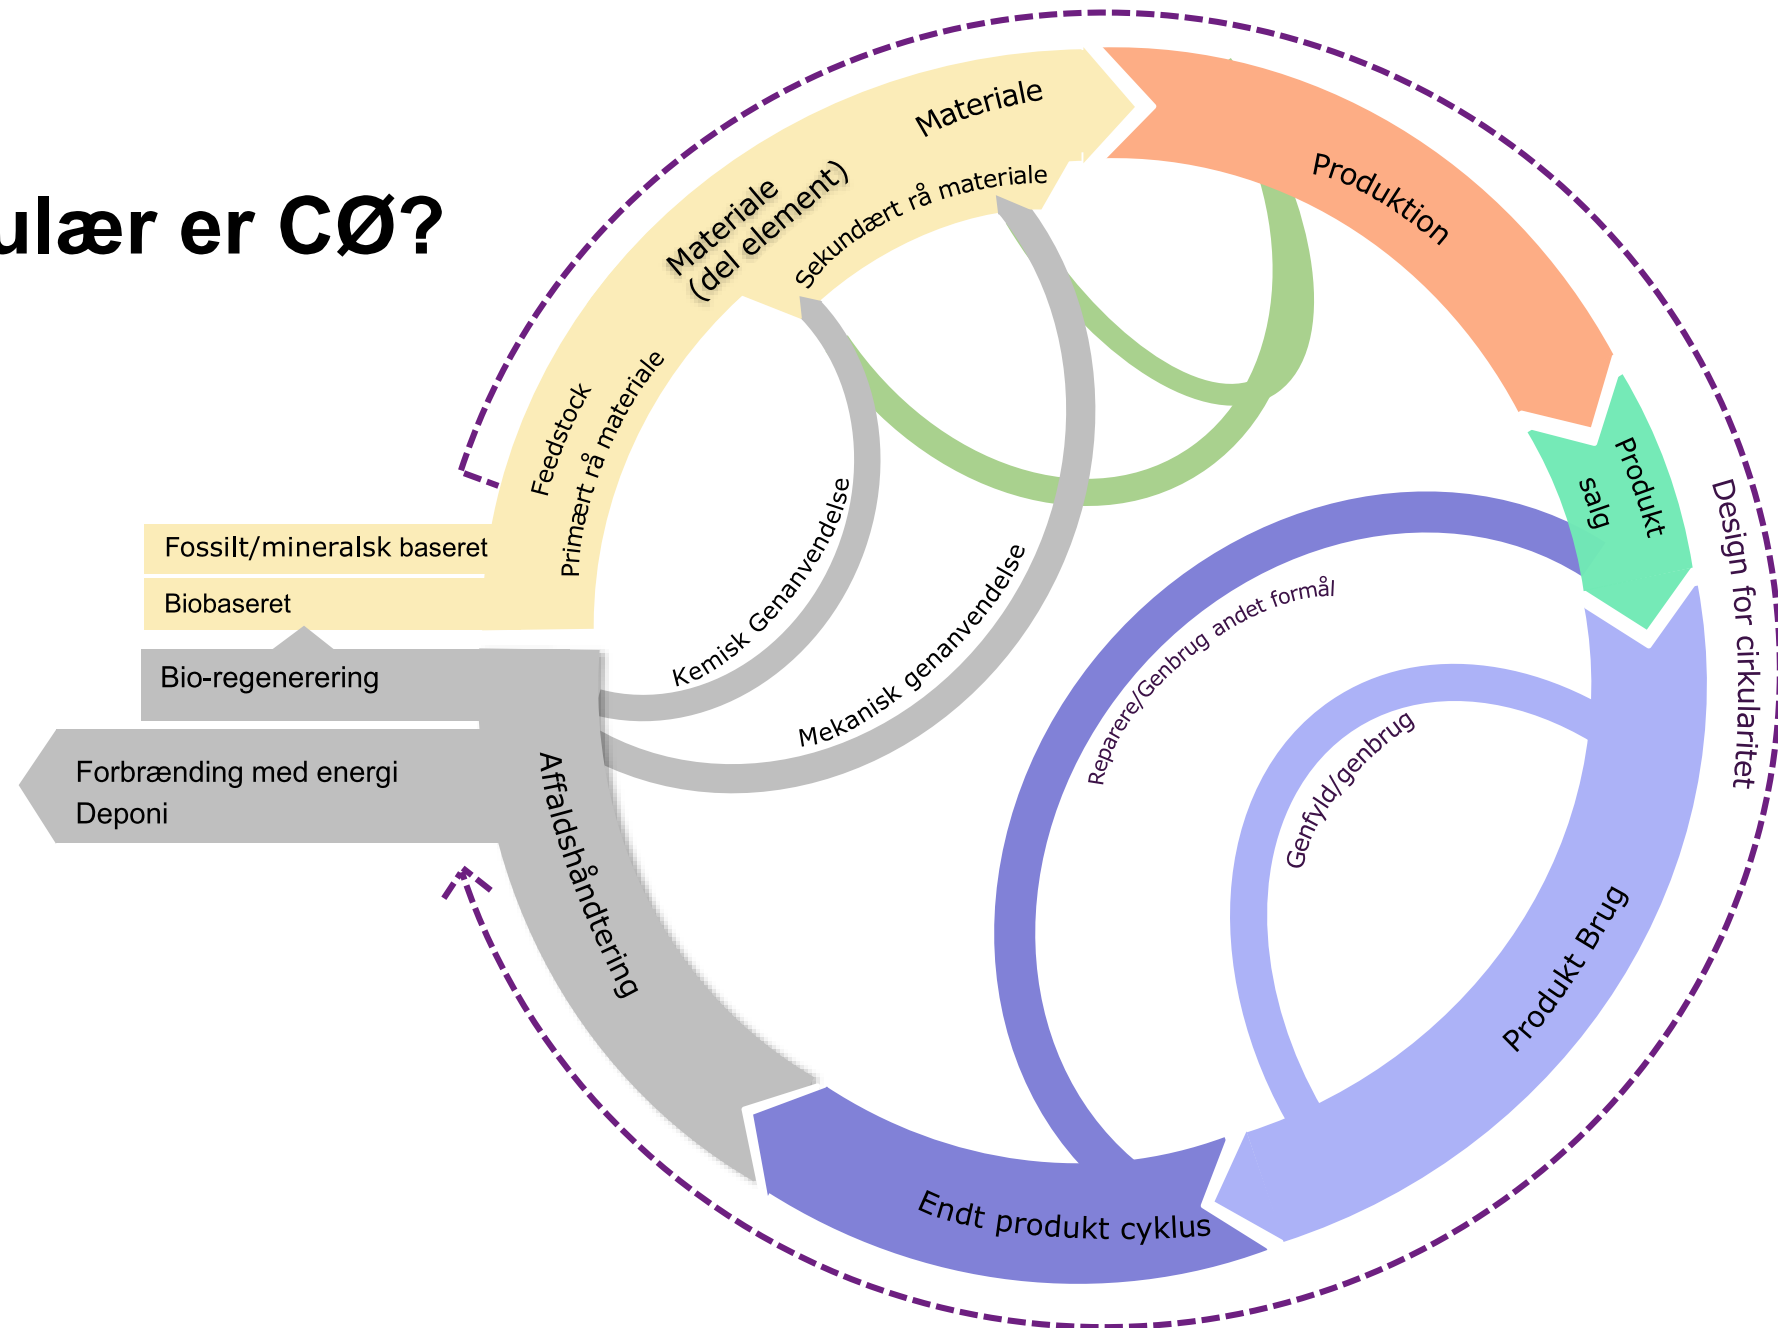 ulær er CØ?
Materiale
Materiale
(del element)
Sekundært rå materiale
Feedstock
Primært rå materiale
Fossilt/mineralsk baseret
Biobaseret
Bio-regenerering
Forbrænding med energi
Deponi
Affaldshåndtering
Kemisk Genanvendelse
Mekanisk genanvendelse
Produktion
Produkt
salg
Design for cirkularitet
Reparere/Genbrug andet formål
Genfyld/genbrug
Produkt Brug
Endt produkt cyklus